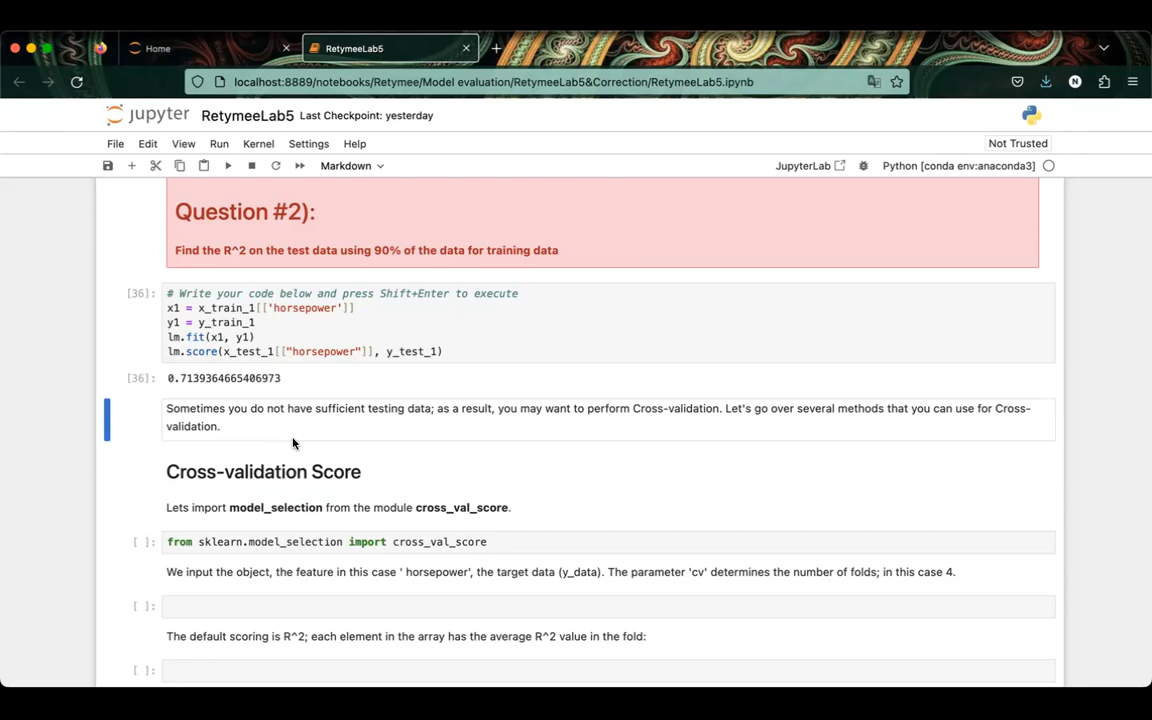 Home
RetymeeLab5
localhost:8889/notebooks/Retymee/Model evaluation/RetymeeLab5&Correction/RetymeeLab5.ipynb
N
jupyter RetymeeLab5 Last Checkpoint: yesterday
File Edit View Run Kernel Settings Help Not Trusted
Markdown JupyterLab Python [conda env:anaconda3]
Question #2):
Find the R^2 on the test data using 90% of the data for training data
[36]: # Write your code below and press Shift+Enter to execute
x1 = x_train_1[['horsepower']]
y1 = y_train_1
lm.fit(x1, y1)
lm.score(x_test_1[["horsepower"]], y_test_1)
[36]: 0.7139364665406973
Sometimes you do not have sufficient testing data; as a result, you may want to perform Cross-validation. Let's go over several methods that you can use for Cross-
validation.
Cross-validation Score
Lets import model_selection from the module cross_val_score.
[ ]: from sklearn.model_selection import cross_val_score
We input the object, the feature in this case ' horsepower', the target data (y_data). The parameter 'cv' determines the number of folds; in this case 4.
[ ]:
The default scoring is R^2; each element in the array has the average R^2 value in the fold:
[ ]: